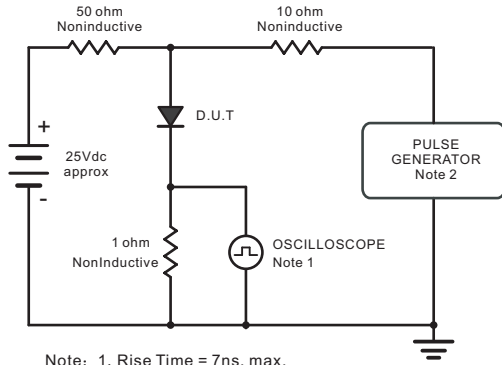 50 ohm
Noninductive
10 ohm
Noninductive
D.U.T
+
25Vdc
approx
-
PULSE
GENERATOR
Note 2
1 ohm
NonInductive
OSCILLOSCOPE
Note 1
Note: 1. Rise Time = 7ns, max.